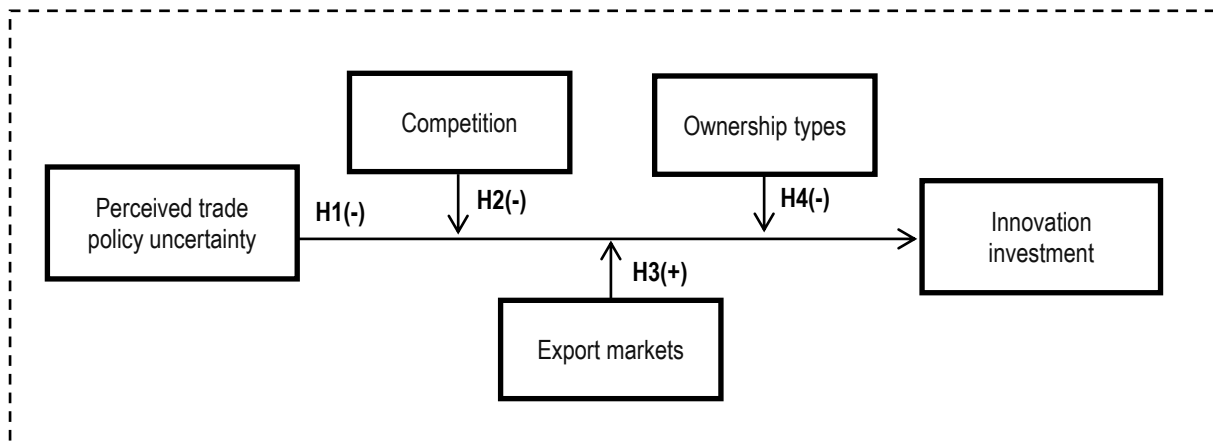 Competition
Ownership types
Perceived trade
policy uncertainty
H1(-)
H2(-)
H4(-)
Innovation
investment
H3(+)
Export markets